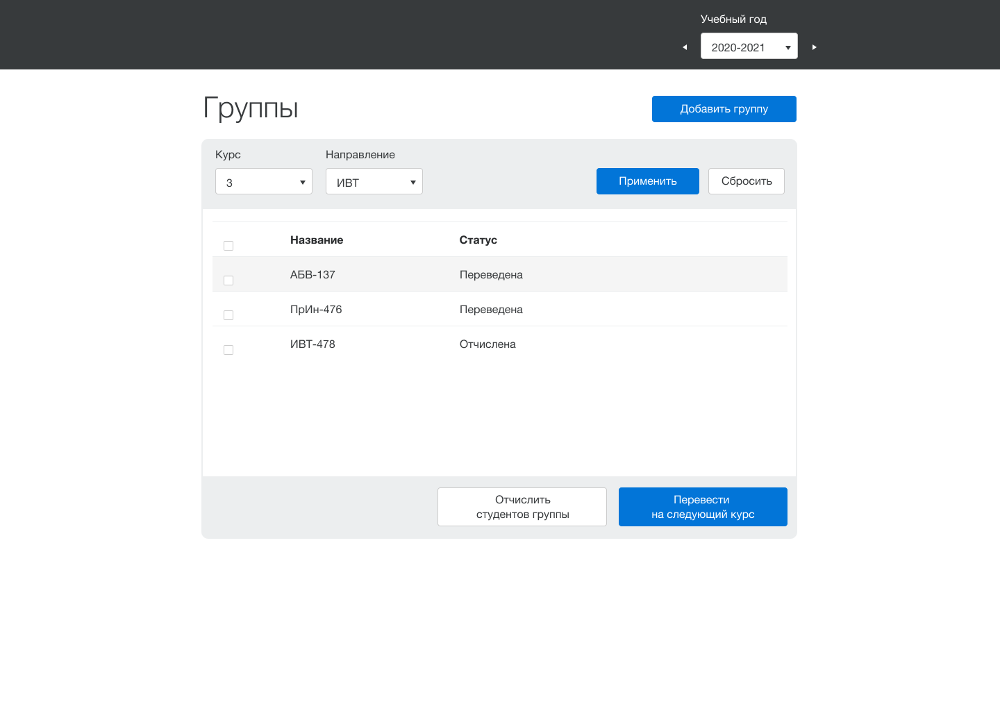 Учебный год
2020-2021
Группы
Добавить группу
Курс
Направление
3
ИВТ
Применить
Сбросить
Название
Статус
АБВ-137
Переведена
ПрИн-476
Переведена
ИВТ-478
Отчислена
Отчислить
студентов группы
Перевести
на следующий курс